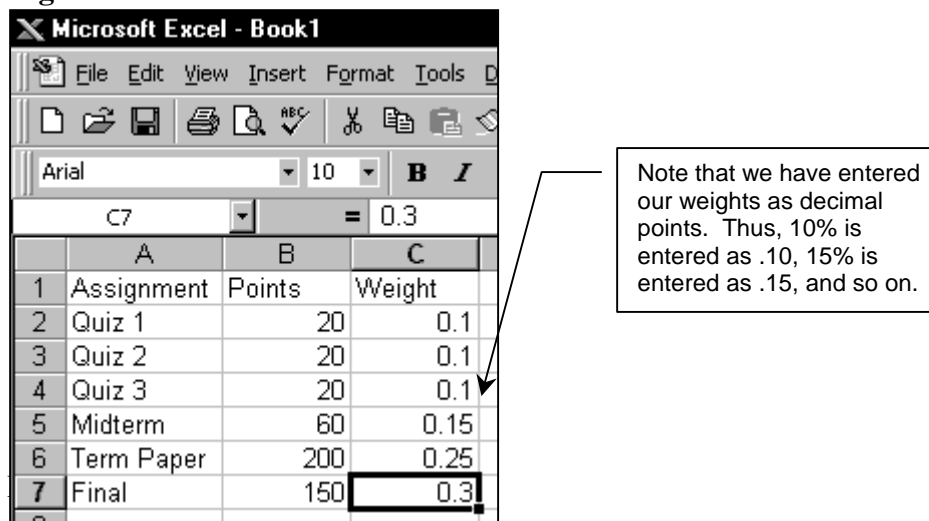 Microsoft Excel - Book1
File Edit View Insert Format Tools D
ABC
Arial 10 B I
C7 = 0.3
A B C
1 Assignment Points Weight
2 Quiz 1 20 0.1
3 Quiz 2 20 0.1
4 Quiz 3 20 0.1
5 Midterm 60 0.15
6 Term Paper 200 0.25
7 Final 150 0.3
Note that we have entered
our weights as decimal
points. Thus, 10% is
entered as .10, 15% is
entered as .15, and so on.